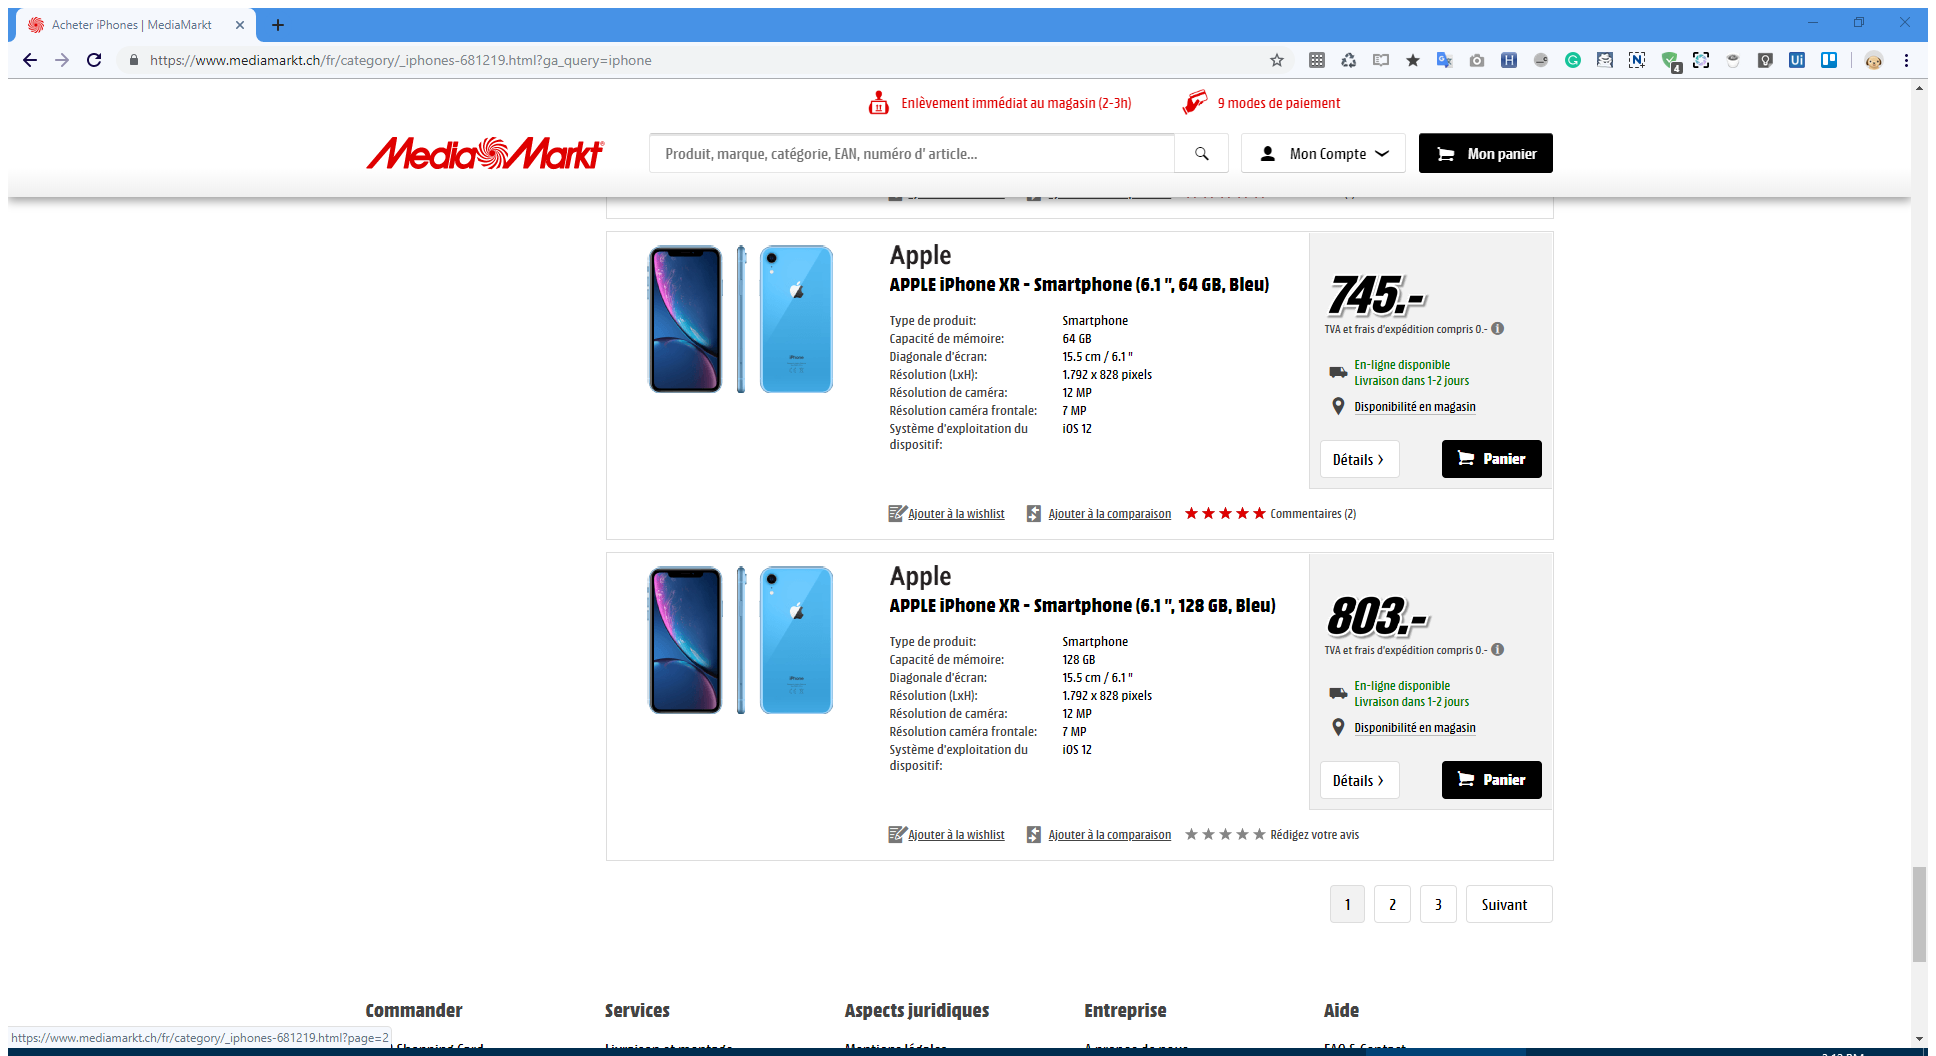 Acheter iPhones | MediaMarkt
https://www.mediamarkt.ch/fr/category/_iphones-681219.html?ga_query=iphone
Enlèvement immédiat au magasin (2-3h)
9 modes de paiement
MediaMarkt
Produit, marque, catégorie, EAN, numéro d' article...
Mon Compte
Mon panier
Apple
APPLE iPhone XR - Smartphone (6.1 ", 64 GB, Bleu)
Type de produit: Smartphone
Capacité de mémoire: 64 GB
Diagonale d'écran: 15.5 cm / 6.1 "
Résolution (LxH): 1.792 x 828 pixels
Résolution de caméra: 12 MP
Résolution caméra frontale: 7 MP
Système d'exploitation du iOS 12
dispositif:
745.-
TVA et frais d'expédition compris 0.-
En-ligne disponible
Livraison dans 1-2 jours
Disponibilité en magasin
Détails
Panier
Ajouter à la wishlist
Ajouter à la comparaison
Commentaires (2)
Apple
APPLE iPhone XR - Smartphone (6.1 ", 128 GB, Bleu)
Type de produit: Smartphone
Capacité de mémoire: 128 GB
Diagonale d'écran: 15.5 cm / 6.1 "
Résolution (LxH): 1.792 x 828 pixels
Résolution de caméra: 12 MP
Résolution caméra frontale: 7 MP
Système d'exploitation du iOS 12
dispositif:
803.-
TVA et frais d'expédition compris 0.-
En-ligne disponible
Livraison dans 1-2 jours
Disponibilité en magasin
Détails
Panier
Ajouter à la wishlist
Ajouter à la comparaison
Rédigez votre avis
1 2 3 Suivant
Commander
Services
Aspects juridiques
Entreprise
Aide
https://www.mediamarkt.ch/fr/category/_iphones-681219.html?page=2